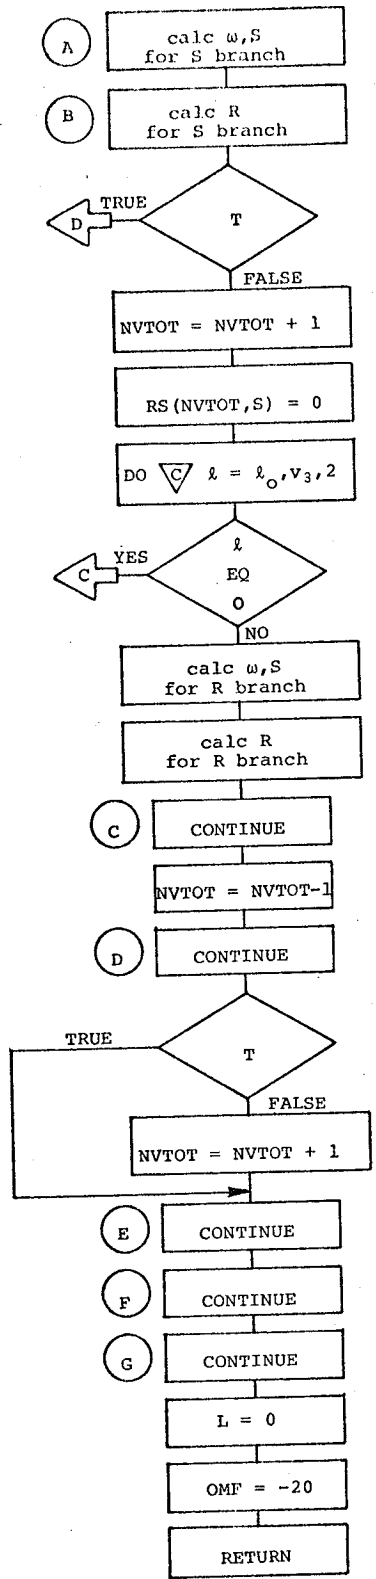 A
calc ω,S
for S branch
B
calc R
for S branch
TRUE
D
T
FALSE
NVTOT = NVTOT + 1
RS(NVTOT,S) = 0
DO C ℓ = ℓo,v3,2
YES
C
ℓ
EQ
O
NO
calc ω,S
for R branch
calc R
for R branch
C
CONTINUE
NVTOT = NVTOT-1
D
CONTINUE
TRUE
T
FALSE
NVTOT = NVTOT + 1
E
CONTINUE
F
CONTINUE
G
CONTINUE
L = 0
OMF = -20
RETURN